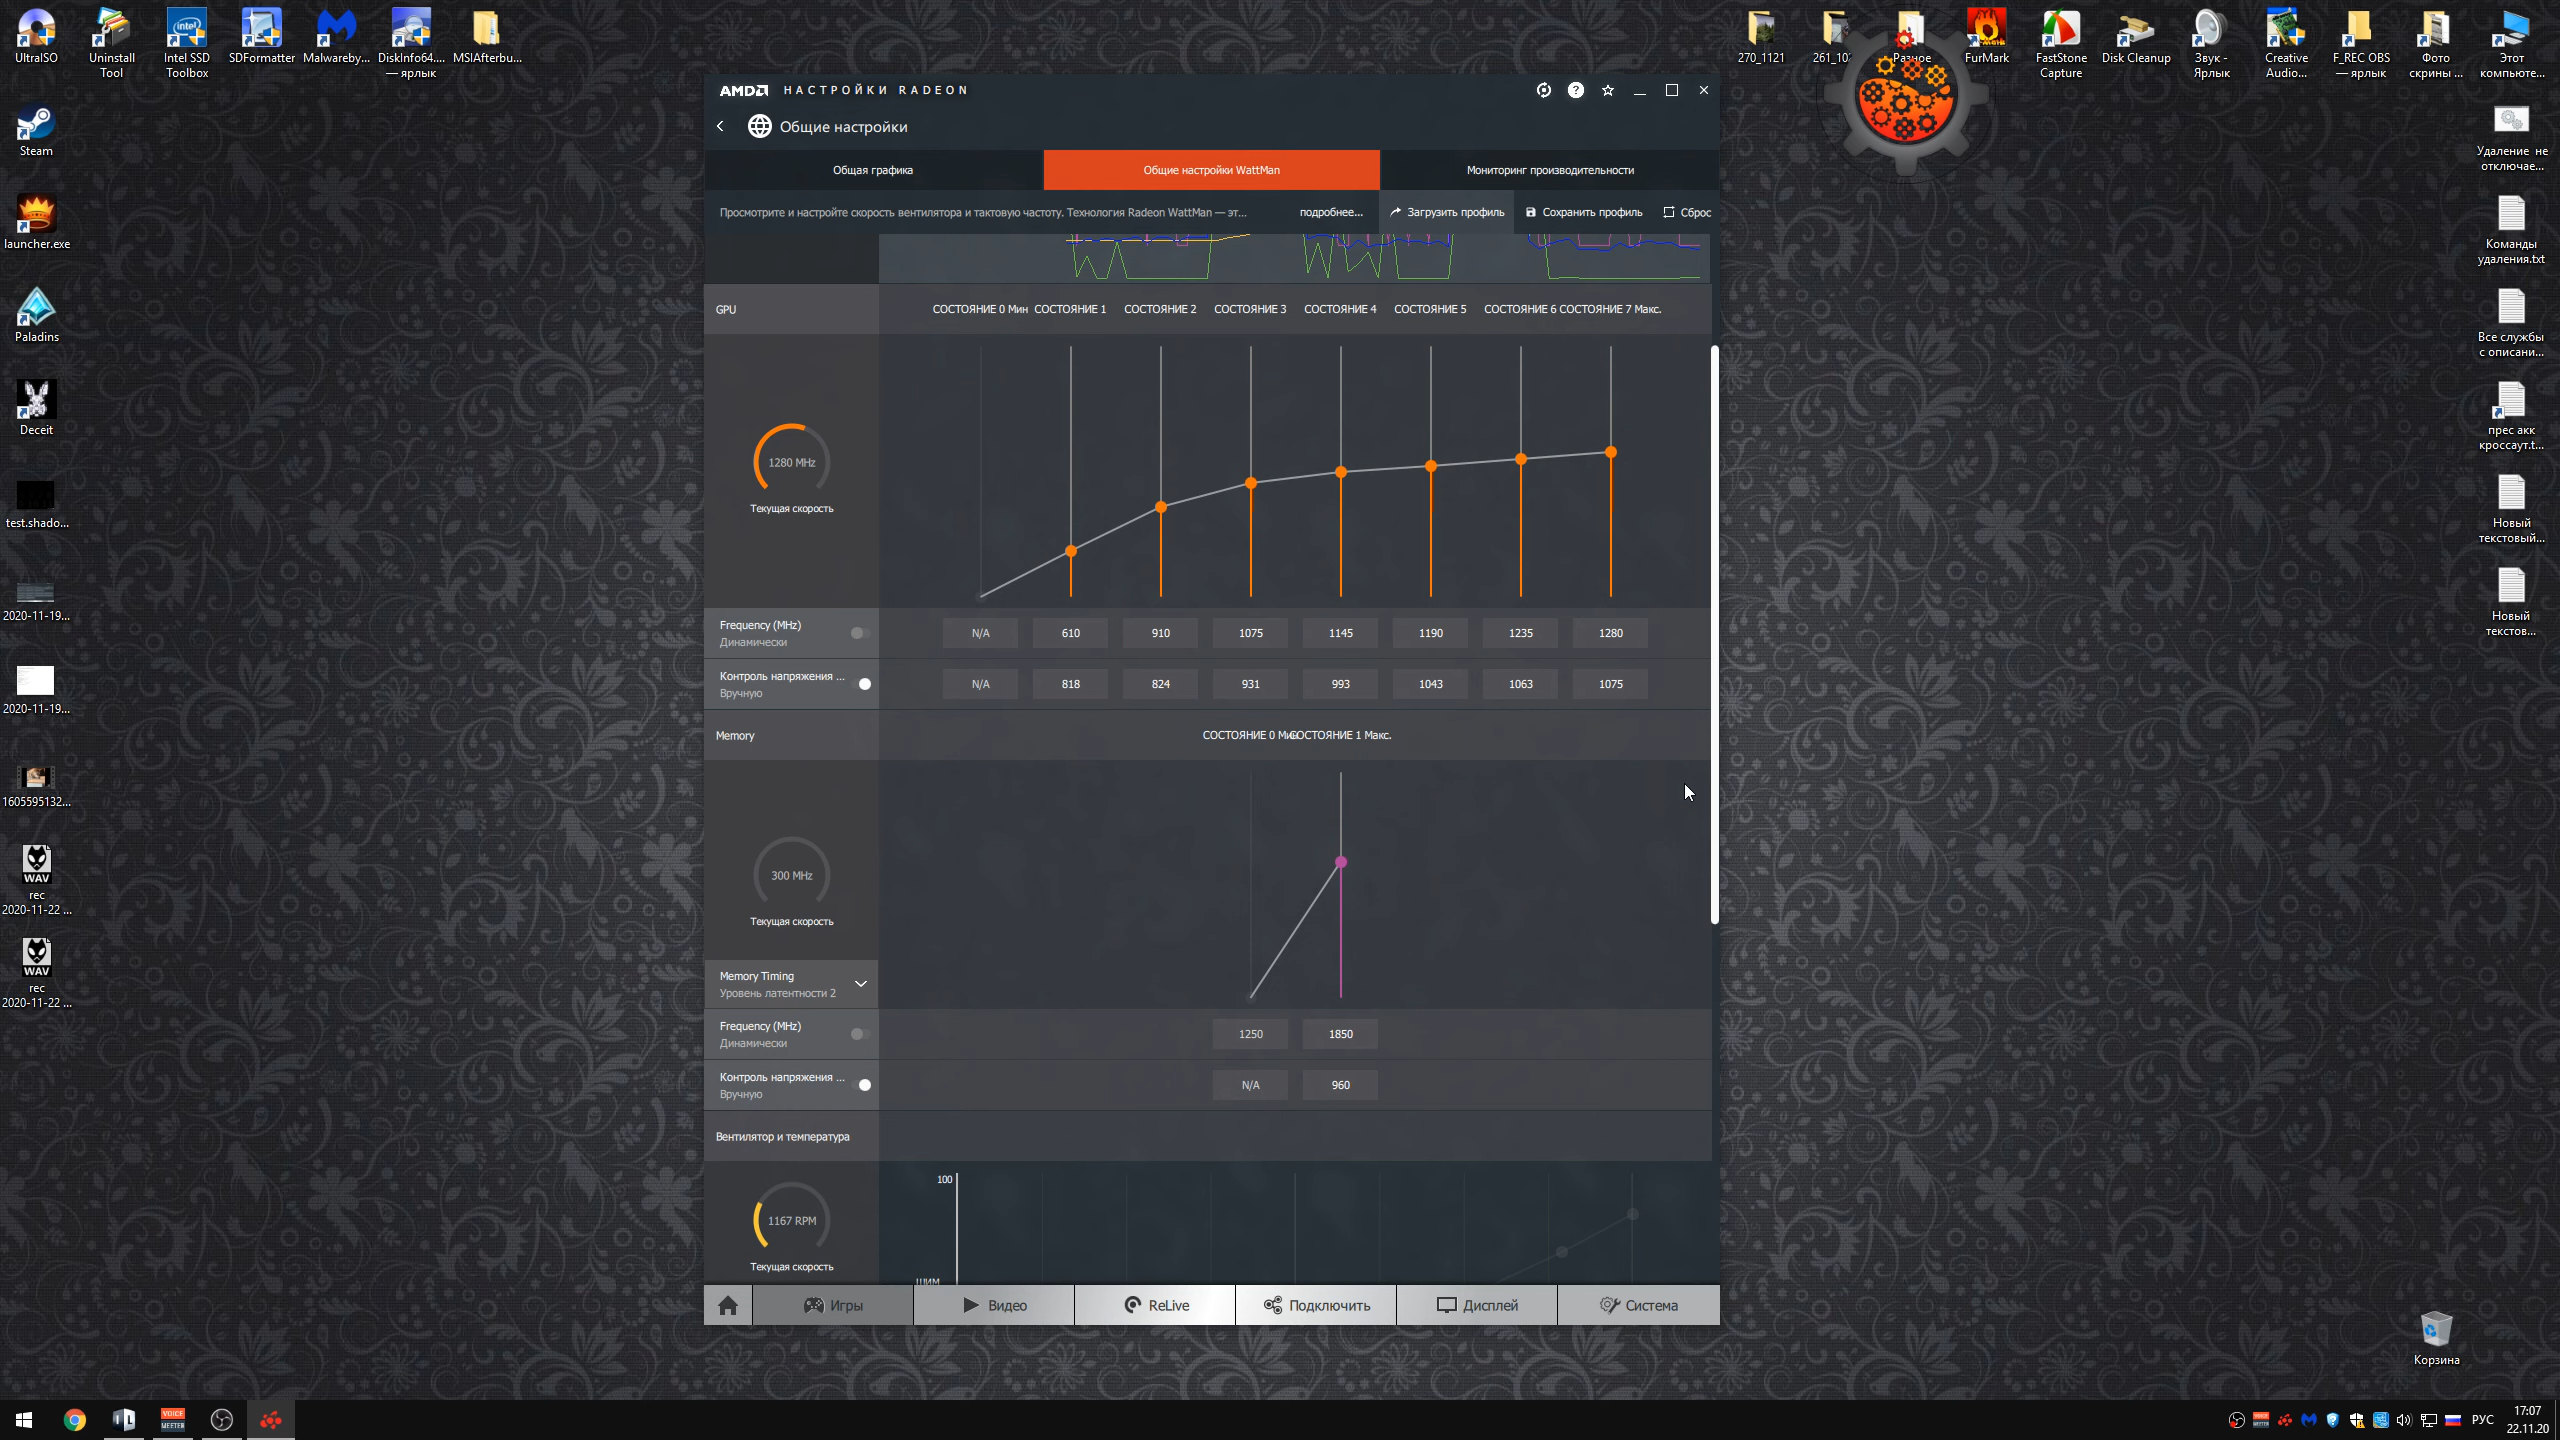 UltraISO
Uninstall Tool
Intel SSD Toolbox
SDFormatter
Malwareby...
DiskInfo64.... — ярлык
MSIAfterbu...
270_1121
Разное
FurMark
FastStone Capture
Disk Cleanup
Звук - Ярлык
Creative Audio...
F_REC OBS — ярлык
Фото скрины ...
Этот компьюте...
Steam
launcher.exe
Paladins
Deceit
test.shado...
2020-11-19...
2020-11-19...
1605595132...
WAV
rec
2020-11-22 ...
WAV
rec
2020-11-22 ...
AMD НАСТРОЙКИ RADEON
Общие настройки
Общая графика
Общие настройки WattMan
Мониторинг производительности
Просмотрите и настройте скорость вентилятора и тактовую частоту. Технология Radeon WattMan — эт...
подробнее...
Загрузить профиль
Сохранить профиль
Сброс
GPU
СОСТОЯНИЕ 0 Мин СОСТОЯНИЕ 1 СОСТОЯНИЕ 2 СОСТОЯНИЕ 3 СОСТОЯНИЕ 4 СОСТОЯНИЕ 5 СОСТОЯНИЕ 6 СОСТОЯНИЕ 7 Макс.
1280 MHz
Текущая скорость
Frequency (MHz)
Динамически
N/A 610 910 1075 1145 1190 1235 1280
Контроль напряжения ...
Вручную
N/A 818 824 931 993 1043 1063 1075
Memory
СОСТОЯНИЕ 0 Мин СОСТОЯНИЕ 1 Макс.
300 MHz
Текущая скорость
Memory Timing
Уровень латентности 2
Frequency (MHz)
Динамически
1250 1850
Контроль напряжения ...
Вручную
N/A 960
Вентилятор и температура
100
1167 RPM
Текущая скорость
ШИМ
Игры
Видео
ReLive
Подключить
Дисплей
Система
Удаление не отключае...
Команды удаления.txt
Все службы с описани...
прес акк кроссаут.t...
Новый текстовый...
Новый текстов...
Корзина
VOICE MEETER
РУС
17:07
22.11.20